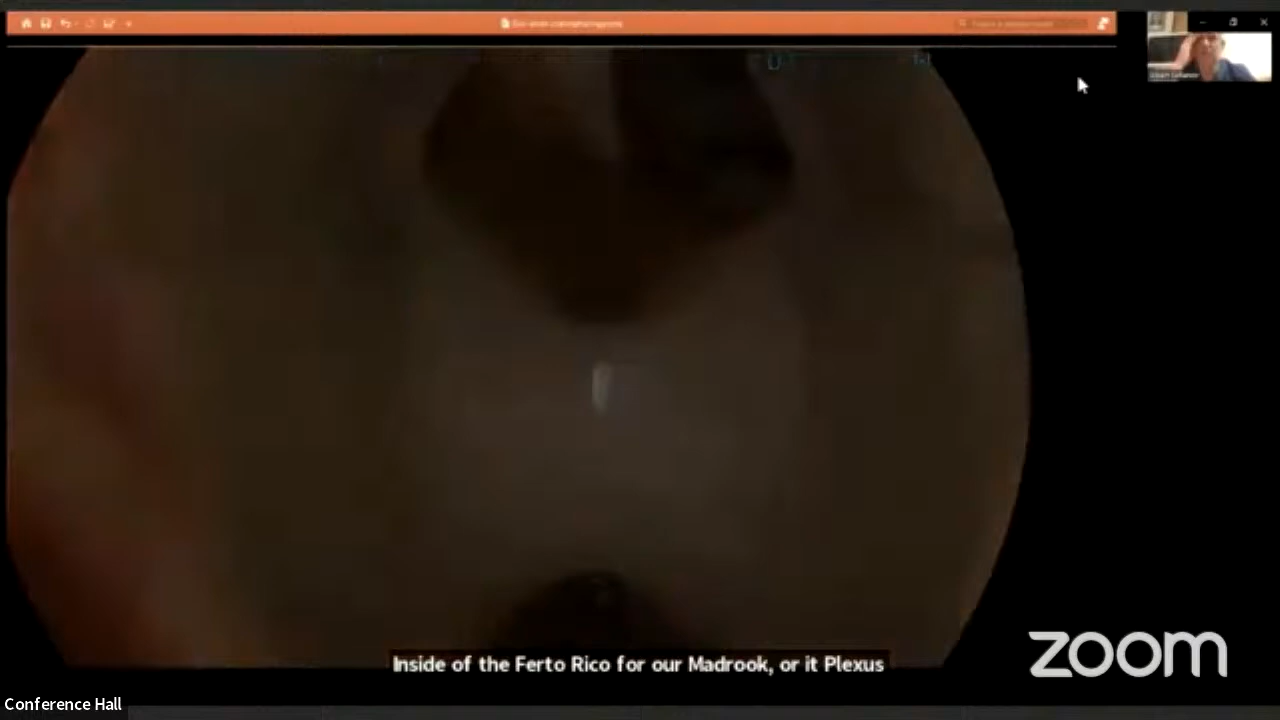 Inside of the Ferto Rico for our Madrook, or it Plexus
zoom
Conference Hall